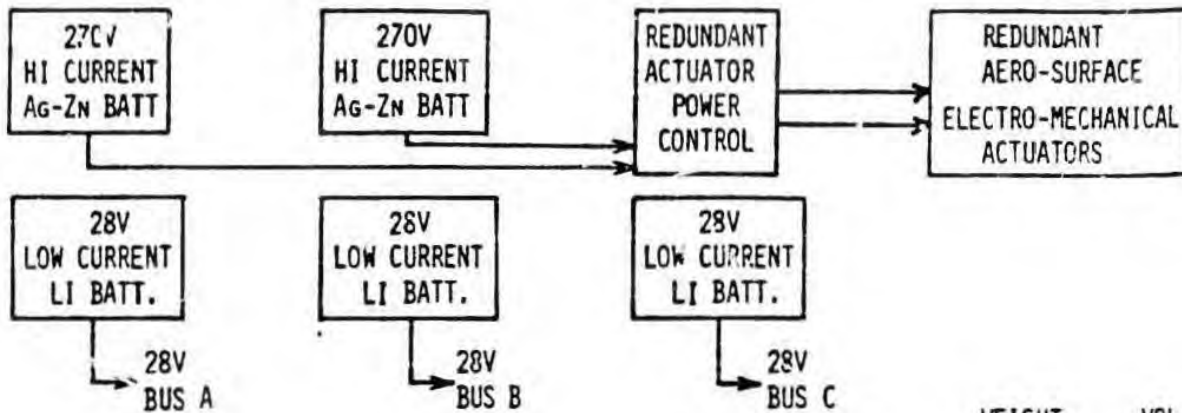 270V
HI CURRENT
AG-ZN BATT
270V
HI CURRENT
AG-ZN BATT
REDUNDANT
ACTUATOR
POWER
CONTROL
REDUNDANT
AERO-SURFACE
ELECTRO-MECHANICAL
ACTUATORS
28V
LOW CURRENT
LI BATT.
28V
LOW CURRENT
LI BATT.
28V
LOW CURRENT
LI BATT.
28V
BUS A
28V
BUS B
28V
BUS C